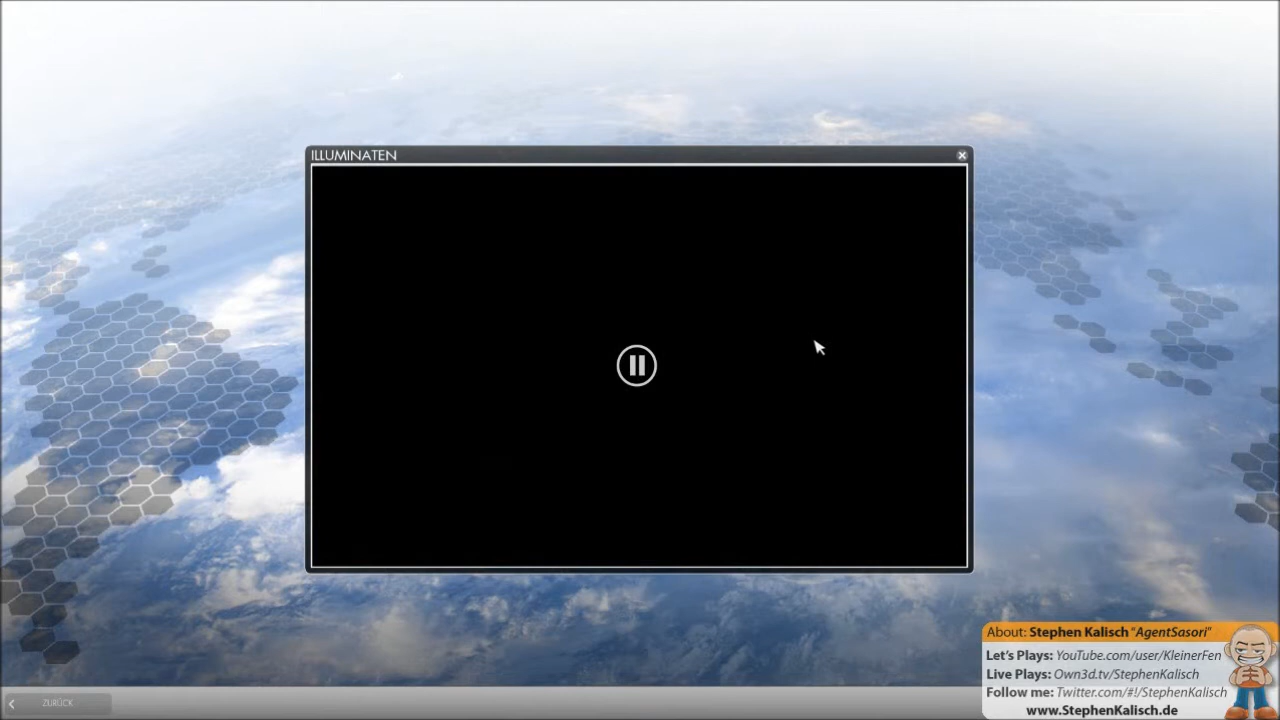 ILLUMINATEN
ZURÜCK
About: Stephen Kalisch "AgentSasori"
Let's Plays: YouTube.com/user/KleinerFen
Live Plays: Own3d.tv/StephenKalisch
Follow me: Twitter.com/#!/StephenKalisch
www.StephenKalisch.de